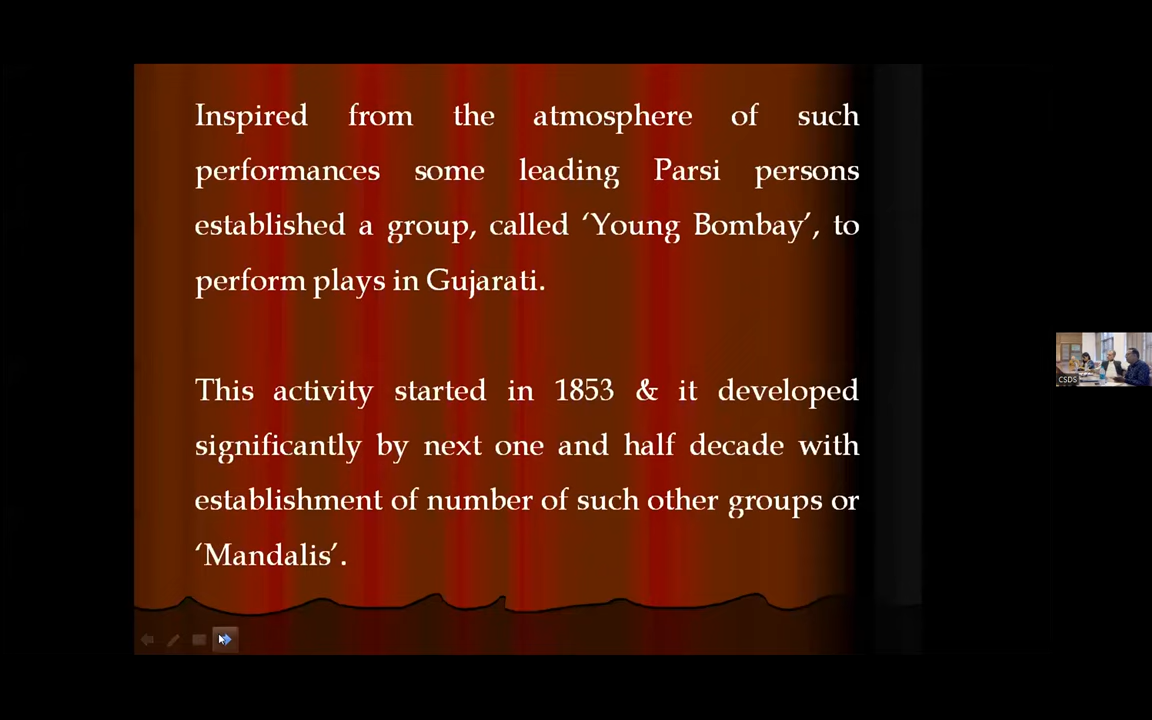 Inspired from the atmosphere of such
performances some leading Parsi persons
established a group, called ‘Young Bombay’, to
perform plays in Gujarati.
This activity started in 1853 & it developed
significantly by next one and half decade with
establishment of number of such other groups or
‘Mandalis’.
CSDS